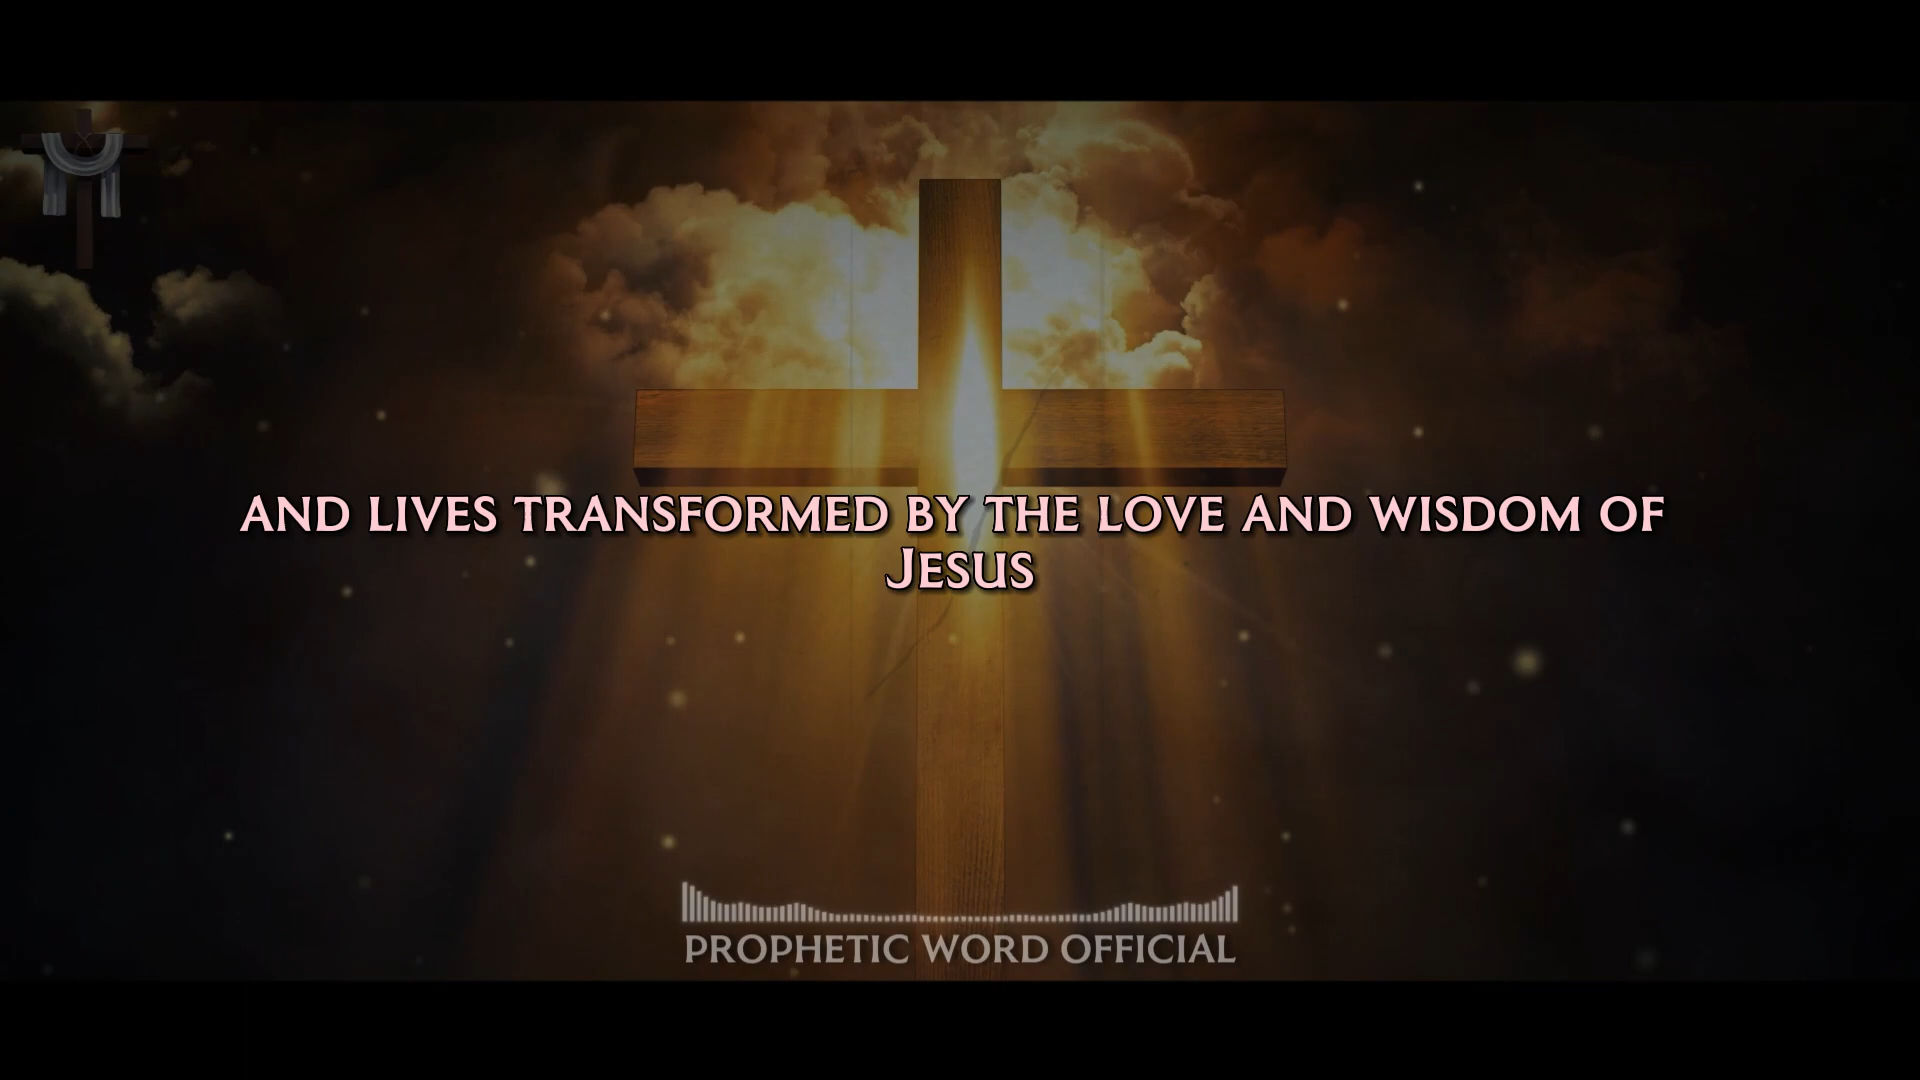 AND LIVES TRANSFORMED BY THE LOVE AND WISDOM OF
JESUS
PROPHETIC WORD OFFICIAL